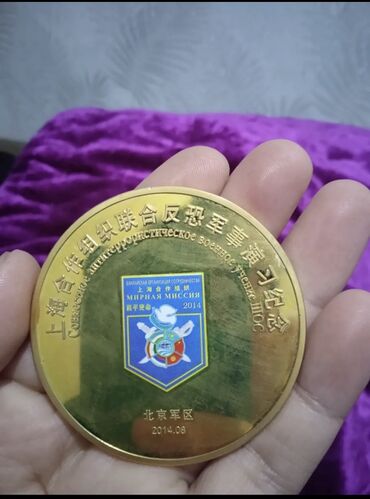 上海合作组织联合反恐军事演习纪念
Совместное антитеррористическое военное учение ШОС
ШАНХАЙСКАЯ ОРГАНИЗАЦИЯ СОТРУДНИЧЕСТВА
上海合作组织
МИРНАЯ МИССИЯ
和平使命 2014
北京军区
2014.08